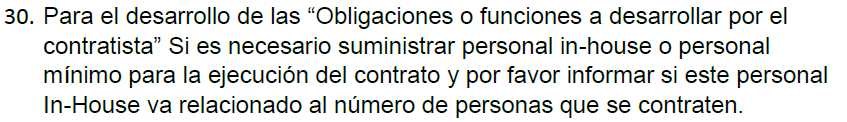 30. Para el desarrollo de las “Obligaciones o funciones a desarrollar por el
contratista” Si es necesario suministrar personal in-house o personal
mínimo para la ejecución del contrato y por favor informar si este personal
In-House va relacionado al número de personas que se contraten.